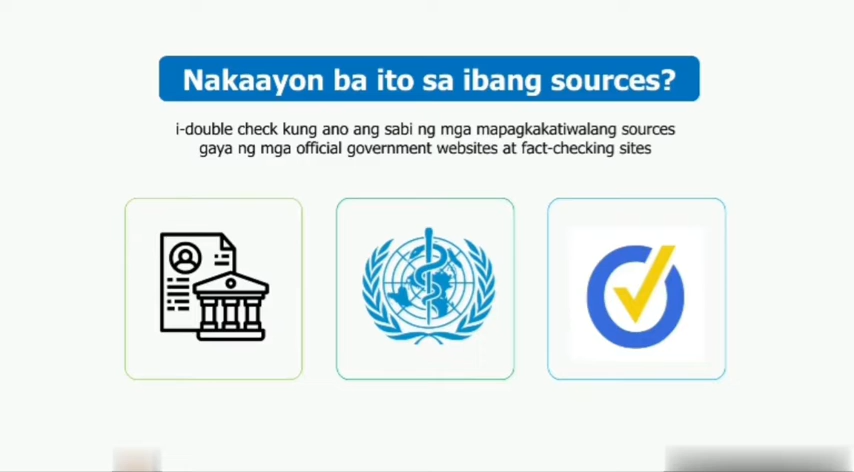 Nakaayon ba ito sa ibang sources?
i-double check kung ano ang sabi ng mga mapagkakatiwalang sources
gaya ng mga official government websites at fact-checking sites